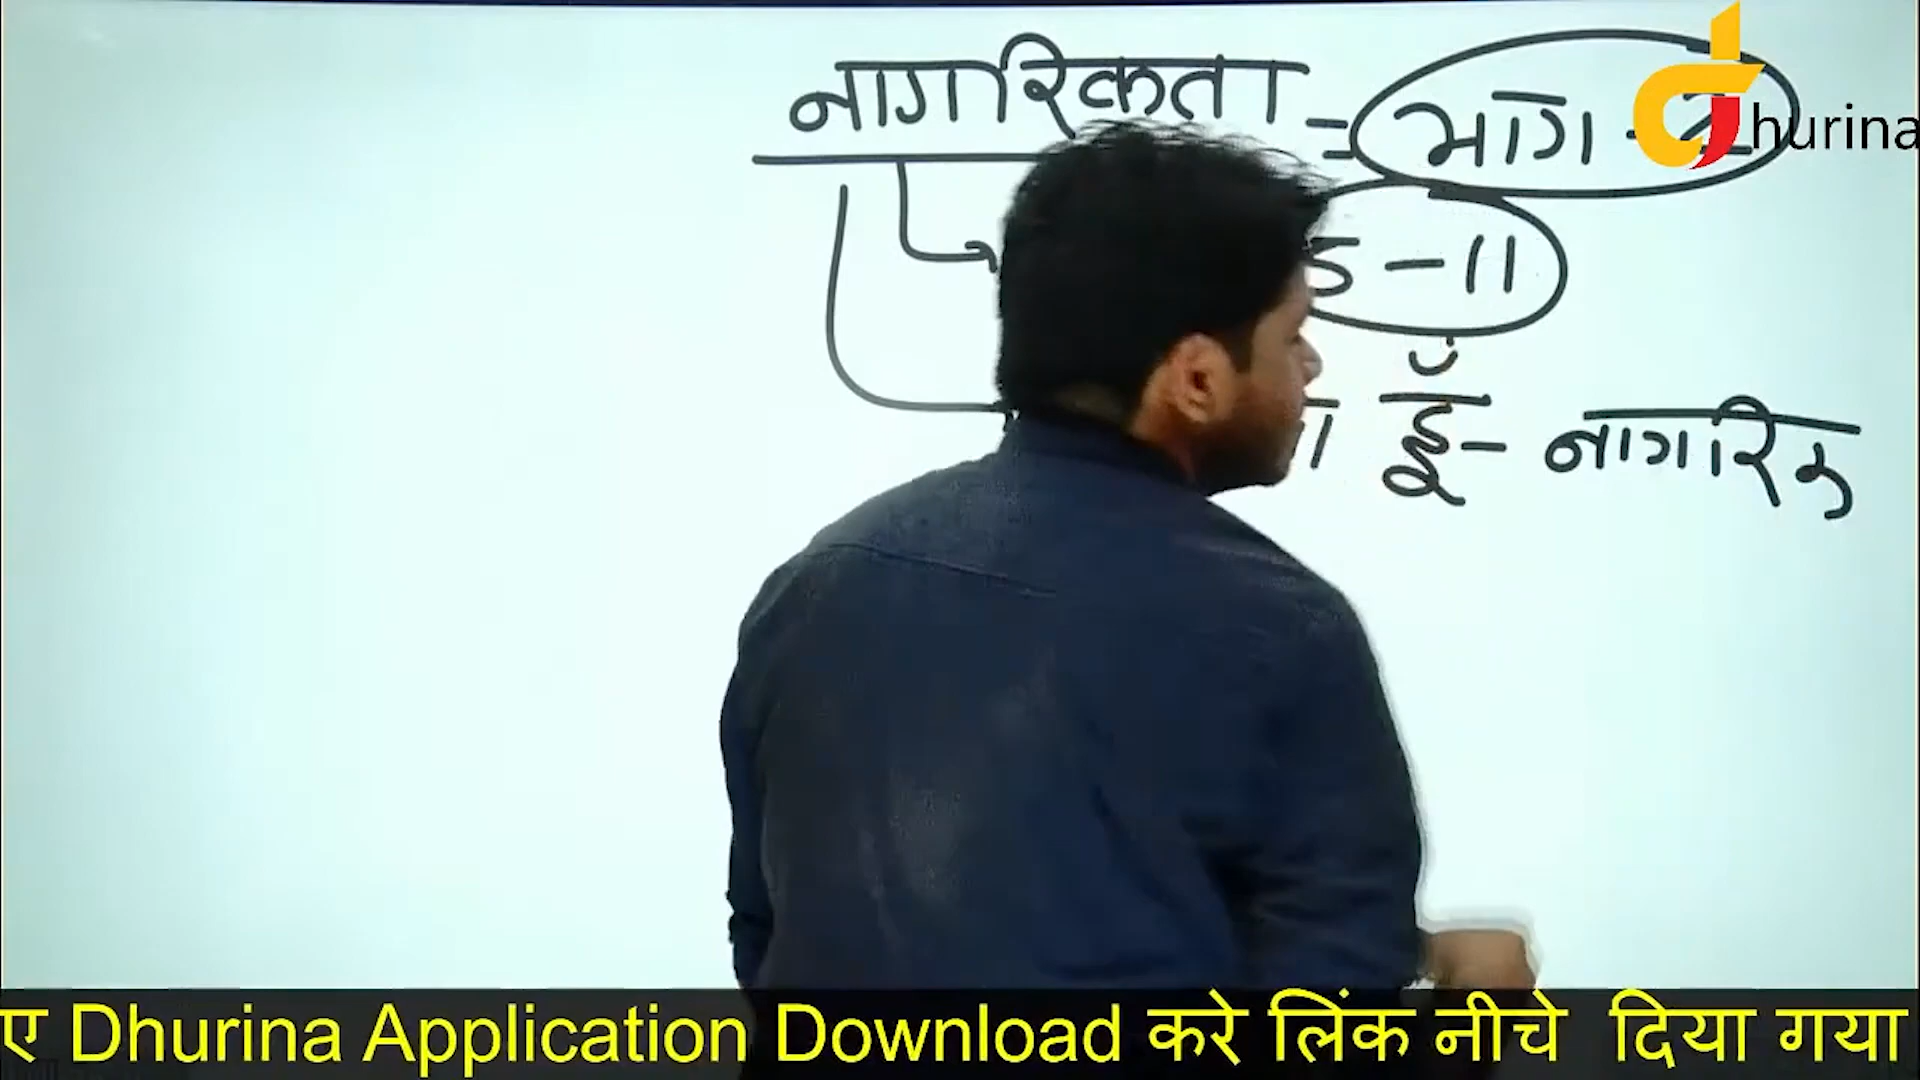 नागरिकता = भाग - 2
hurina
5 - 11
हूँ - नागरिक
ए Dhurina Application Download करे लिंक नीचे दिया गया